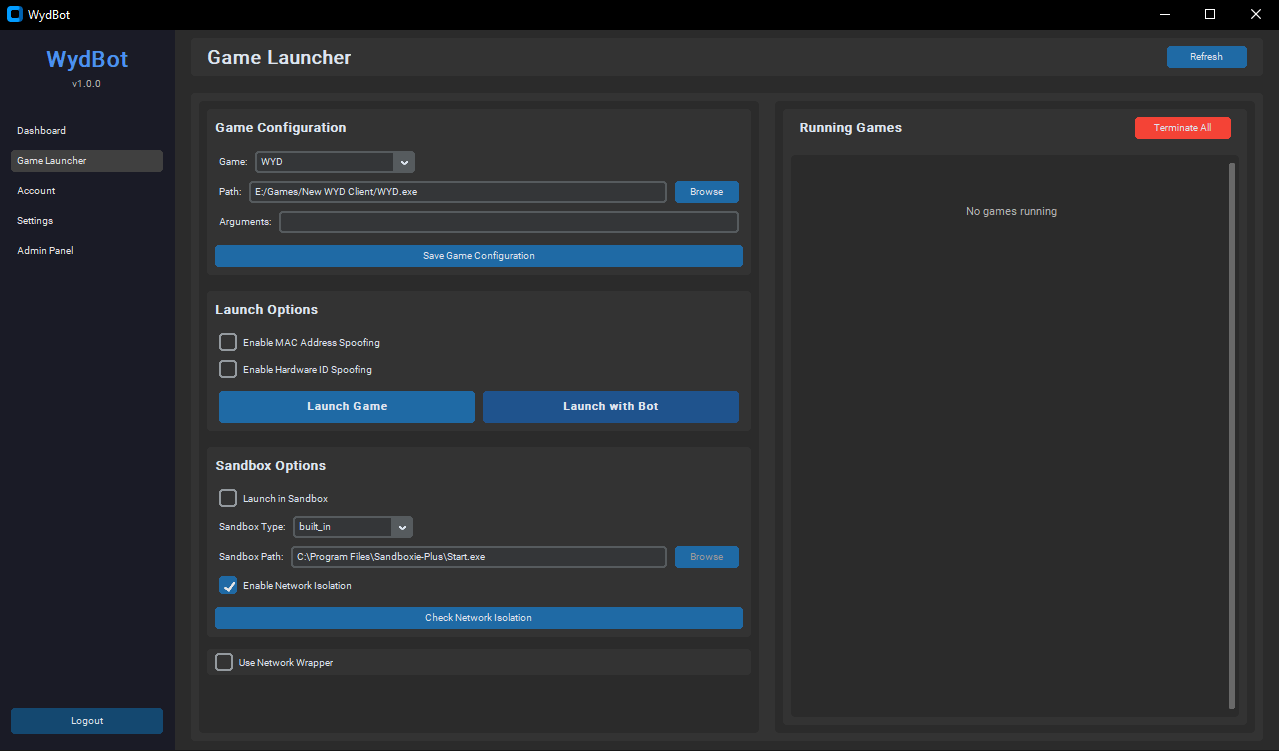 WydBot
WydBot
v1.0.0
Dashboard
Game Launcher
Account
Settings
Admin Panel
Logout
Game Launcher
Refresh
Game Configuration
Game: WYD
Path: E:/Games/New WYD Client/WYD.exe Browse
Arguments:
Save Game Configuration
Launch Options
Enable MAC Address Spoofing
Enable Hardware ID Spoofing
Launch Game Launch with Bot
Sandbox Options
Launch in Sandbox
Sandbox Type: built_in
Sandbox Path: C:\Program Files\Sandboxie-Plus\Start.exe Browse
Enable Network Isolation
Check Network Isolation
Use Network Wrapper
Running Games
Terminate All
No games running